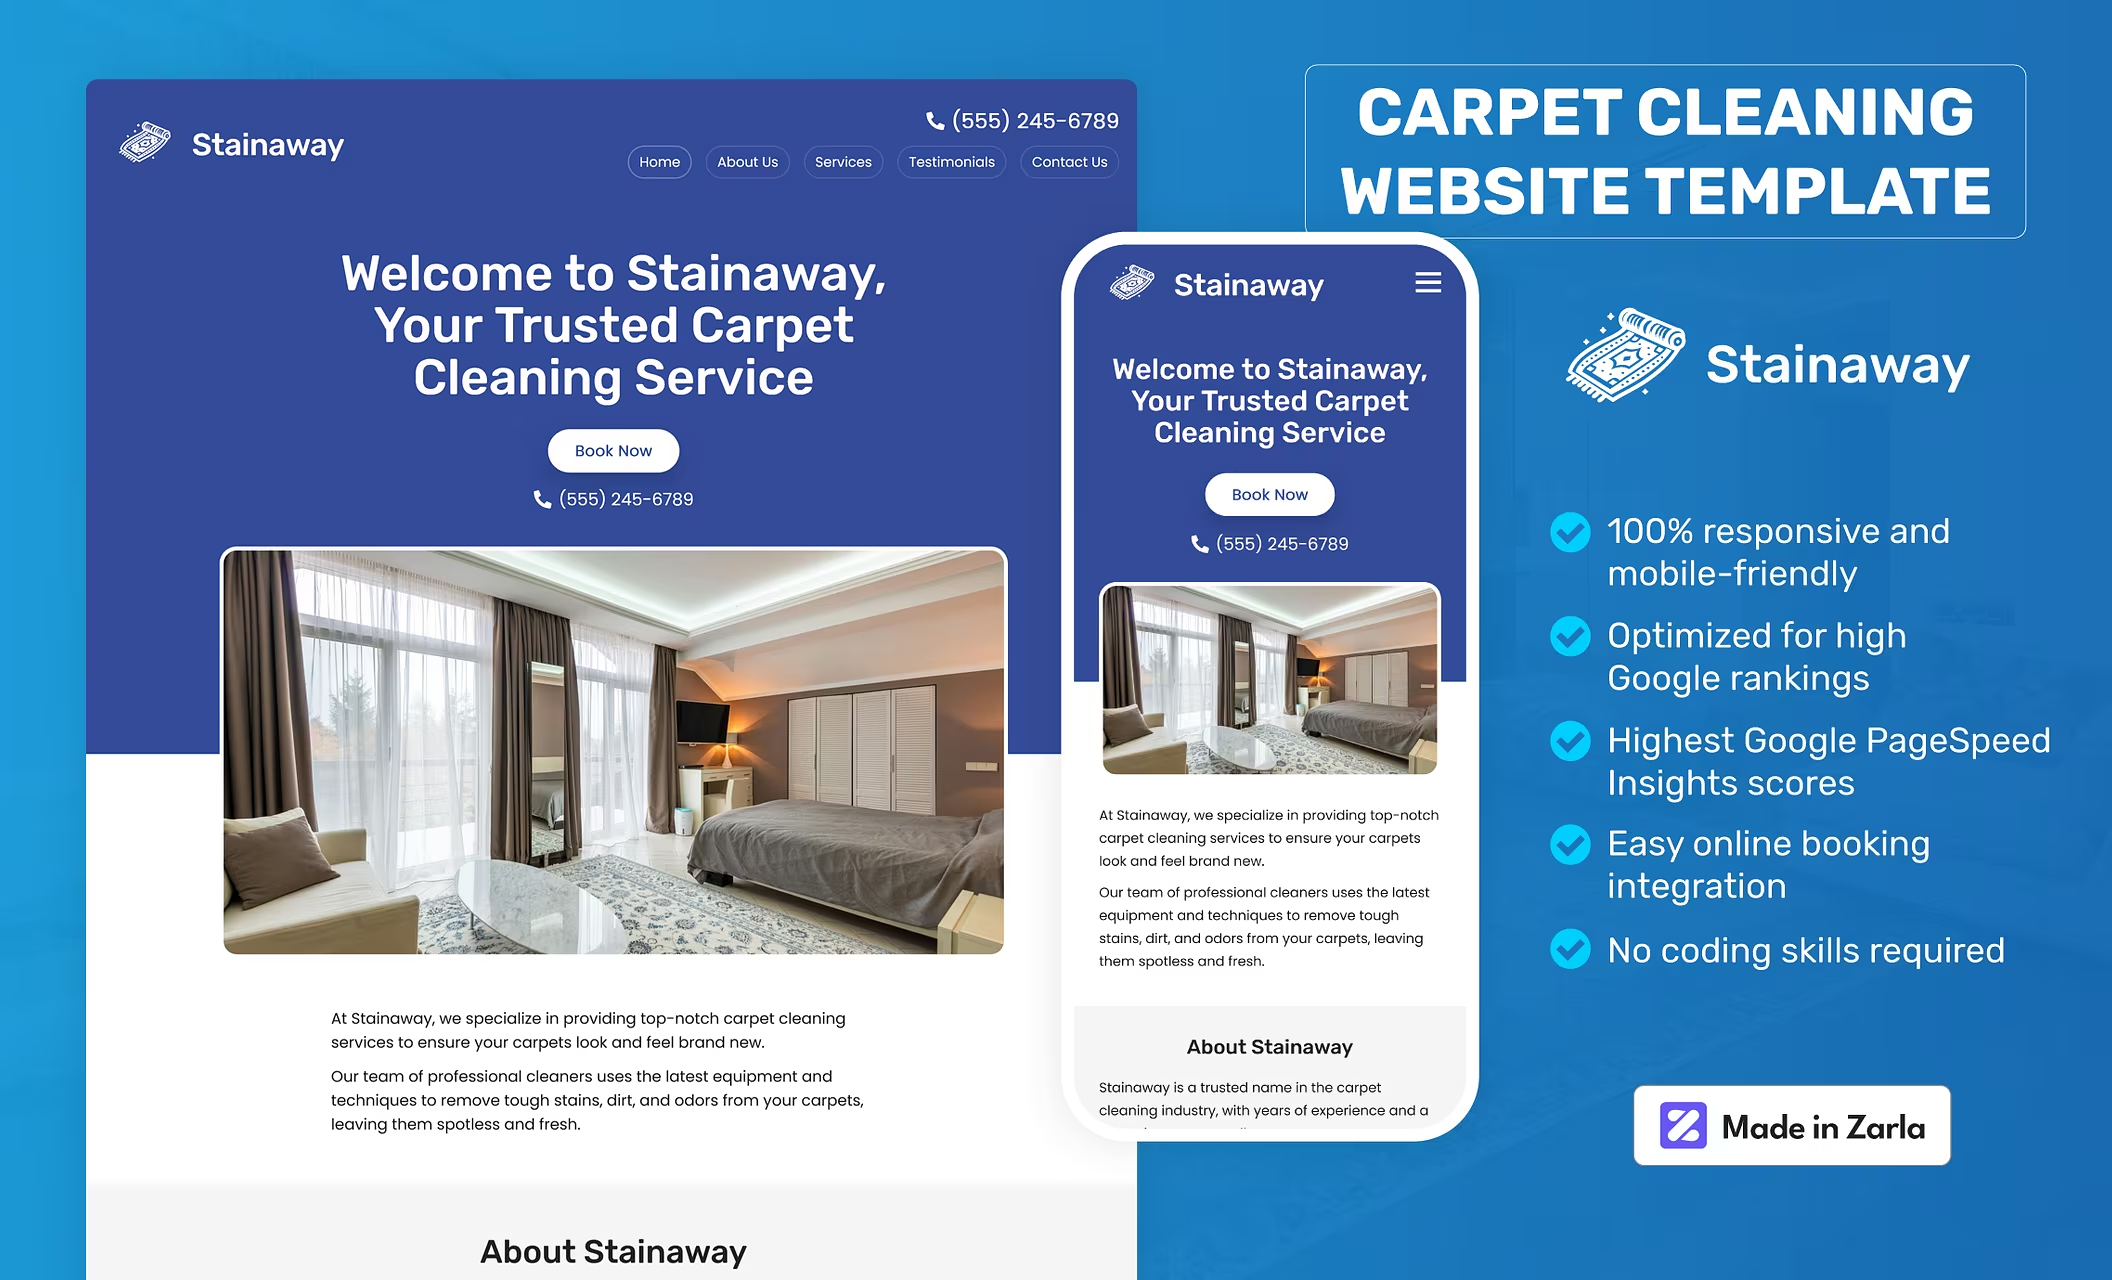 Stainaway
(555) 245-6789
Home
About Us
Services
Testimonials
Contact Us
Welcome to Stainaway,
Your Trusted Carpet
Cleaning Service
Book Now
(555) 245-6789
At Stainaway, we specialize in providing top-notch carpet cleaning
services to ensure your carpets look and feel brand new.
Our team of professional cleaners uses the latest equipment and
techniques to remove tough stains, dirt, and odors from your carpets,
leaving them spotless and fresh.
About Stainaway
Stainaway
Welcome to Stainaway,
Your Trusted Carpet
Cleaning Service
Book Now
(555) 245-6789
At Stainaway, we specialize in providing top-notch
carpet cleaning services to ensure your carpets
look and feel brand new.
Our team of professional cleaners uses the latest
equipment and techniques to remove tough
stains, dirt, and odors from your carpets, leaving
them spotless and fresh.
About Stainaway
Stainaway is a trusted name in the carpet
cleaning industry, with years of experience and a
CARPET CLEANING
WEBSITE TEMPLATE
Stainaway
100% responsive and
mobile-friendly
Optimized for high
Google rankings
Highest Google PageSpeed
Insights scores
Easy online booking
integration
No coding skills required
Made in Zarla